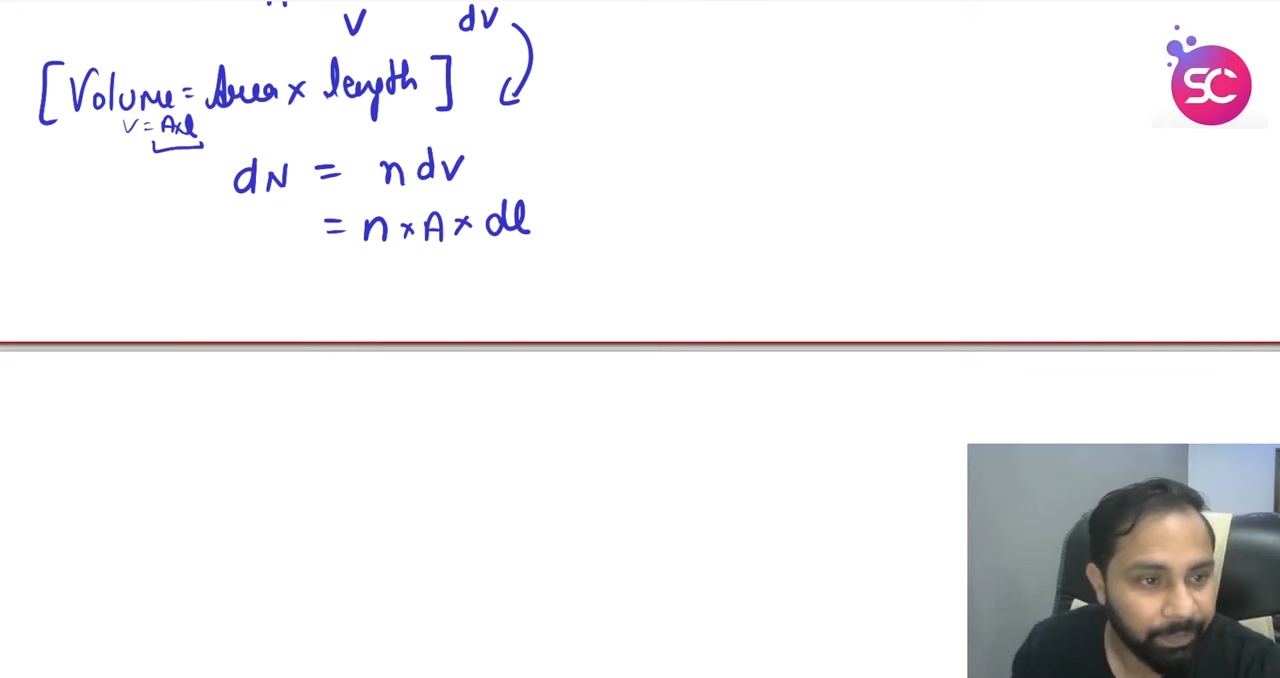 V dV
[Volume = Area × length]
V = A×l
dN = n dV
= n × A × dl
SC